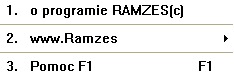 1. o programie RAMZES(c)
2. www.Ramzes
3. Pomoc F1 F1